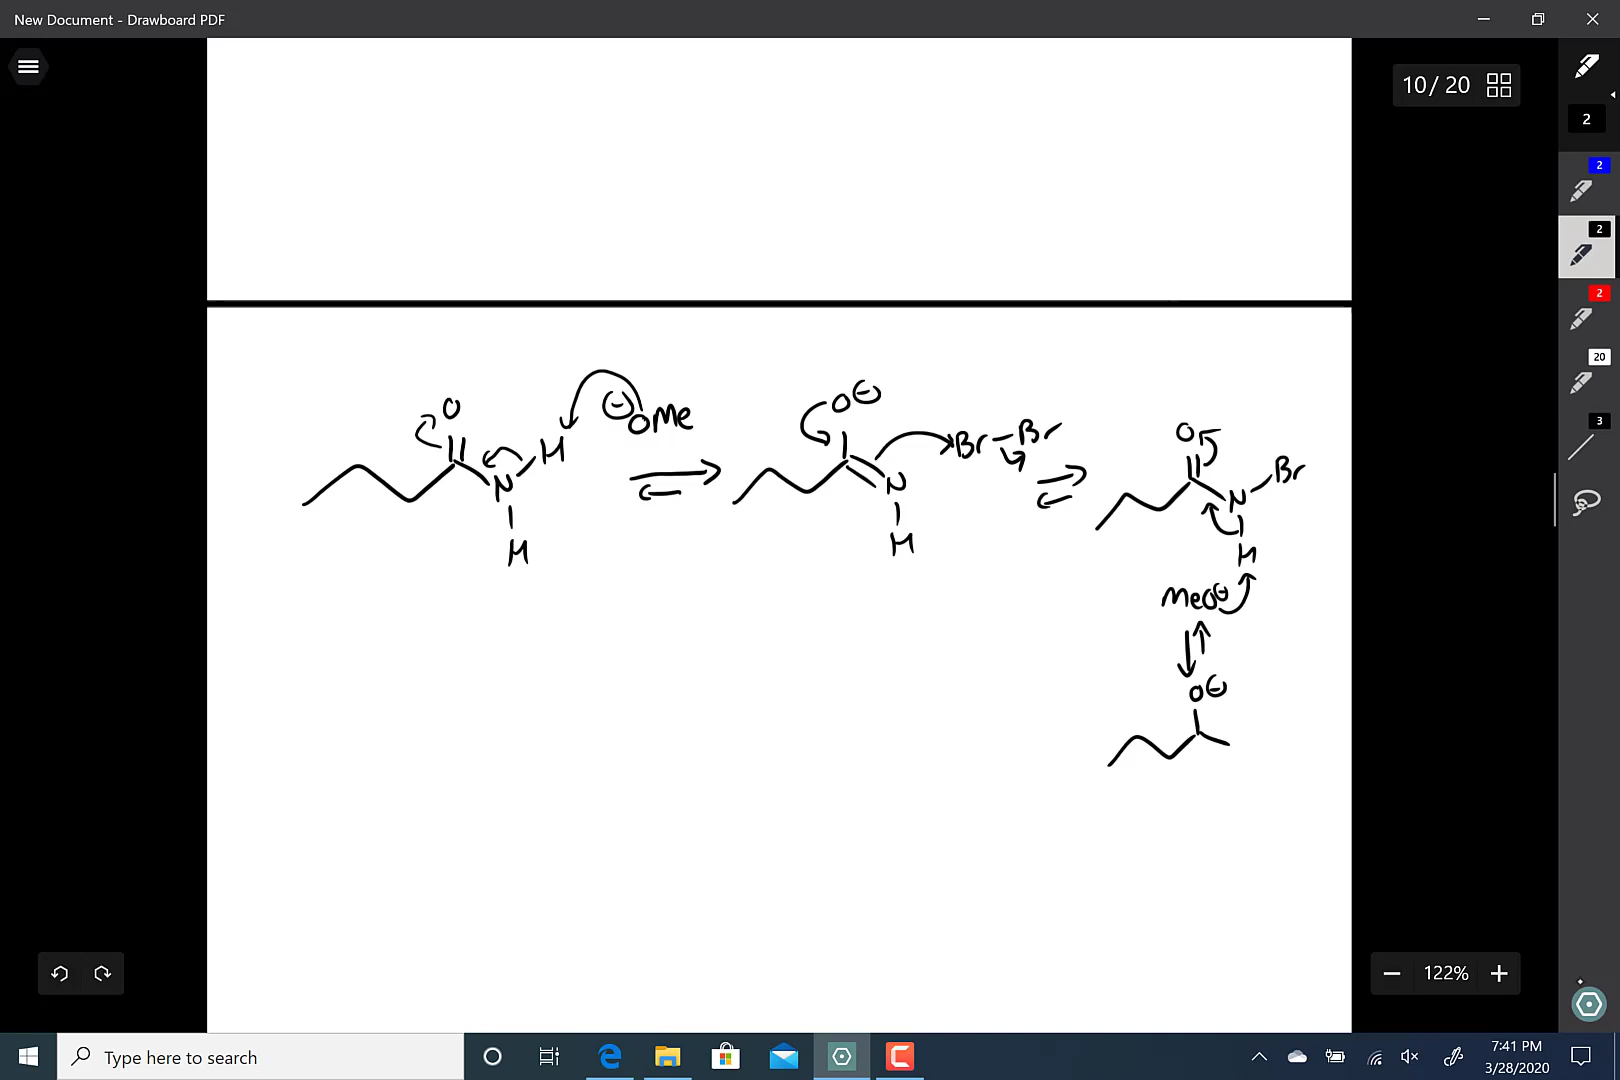 New Document - Drawboard PDF
10 / 20
2
2
2
2
20
3
O
⊖OMe
H
N
H
O⊖
Br-Br
N
H
O
Br
N
H
MeO⊖
O⊖
122%
Type here to search
7:41 PM
3/28/2020